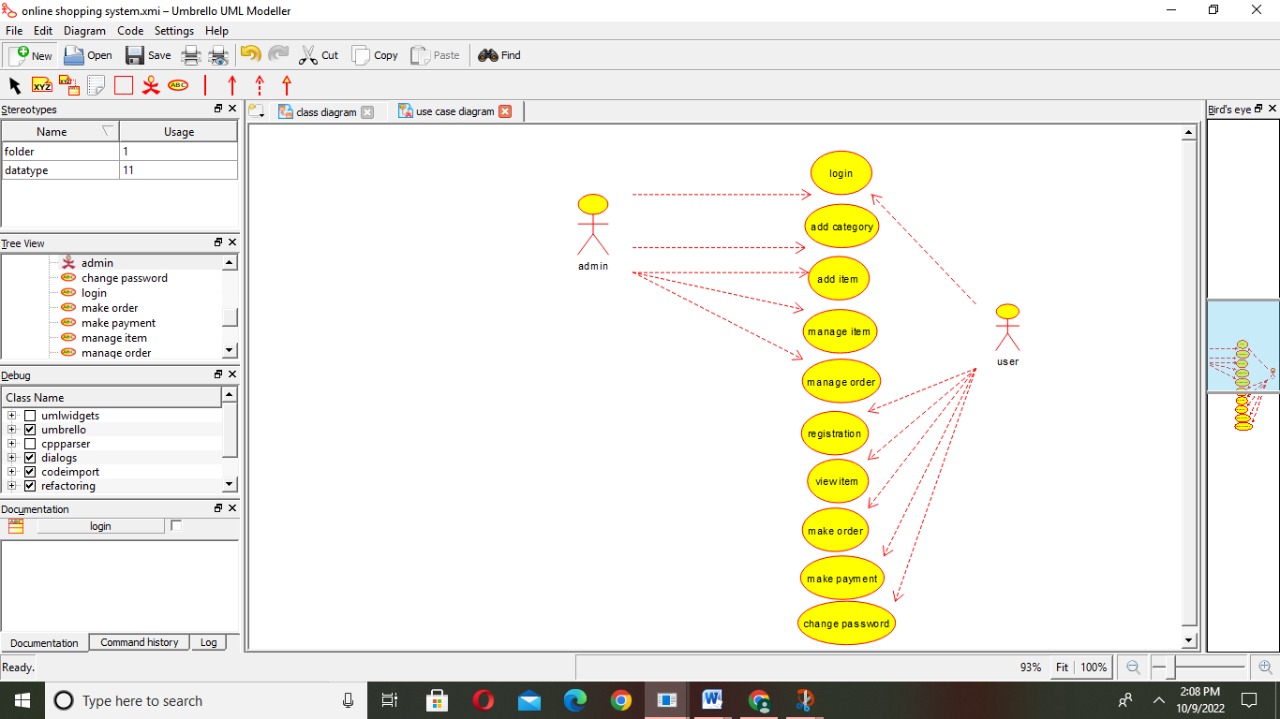 online shopping system.xmi – Umbrello UML Modeller
File Edit Diagram Code Settings Help
New Open Save Cut Copy Paste Find
XYZ XYZ ABC
Stereotypes
Name Usage
folder 1
datatype 11
Tree View
admin
change password
login
make order
make payment
manage item
manage order
Debug
Class Name
umlwidgets
umbrello
cppparser
dialogs
codeimport
refactoring
Documentation
login
Documentation Command history Log
Ready.
class diagram use case diagram
login
add category
add item
manage item
manage order
registration
view item
make order
make payment
change password
admin
user
Bird's eye
93% Fit 100%
Type here to search
2:08 PM
10/9/2022